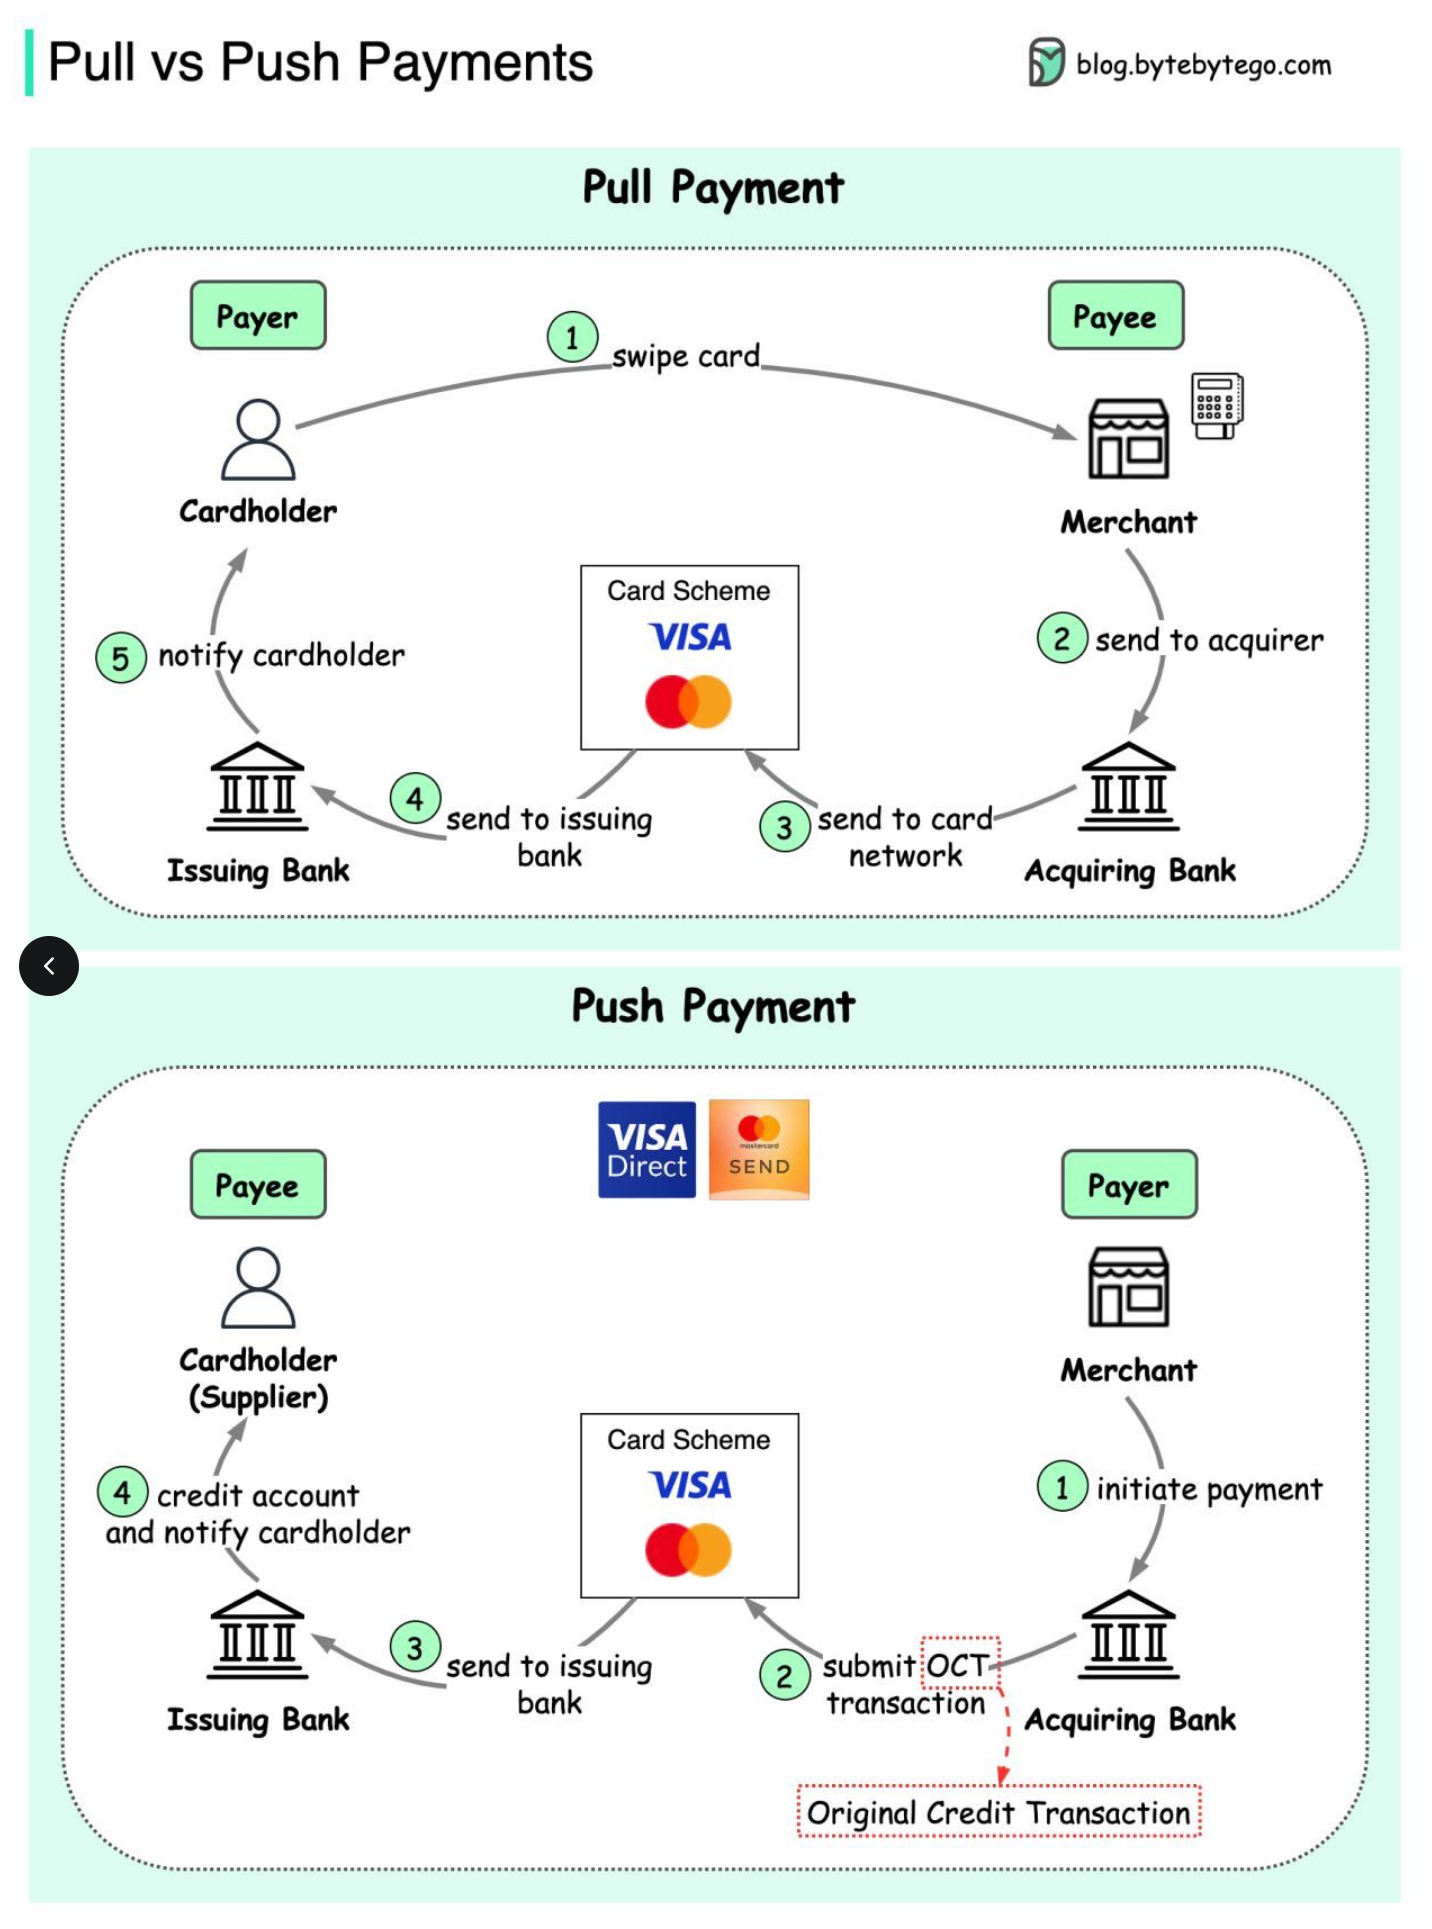 Pull vs Push Payments
blog.bytebytego.com
Pull Payment
Payer
Payee
1
swipe card
Cardholder
Merchant
Card Scheme
VISA
2
send to acquirer
5
notify cardholder
4
send to issuing
bank
3
send to card
network
Issuing Bank
Acquiring Bank
Push Payment
VISA
Direct
mastercard
SEND
Payee
Payer
Cardholder
(Supplier)
Merchant
Card Scheme
VISA
1
initiate payment
4
credit account
and notify cardholder
3
send to issuing
bank
2
submit OCT
transaction
Issuing Bank
Acquiring Bank
Original Credit Transaction